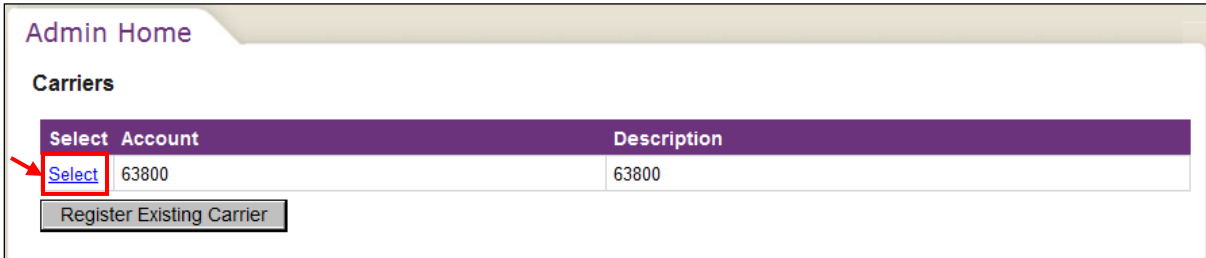 Admin Home
Carriers
Select Account Description
Select 63800 63800
Register Existing Carrier